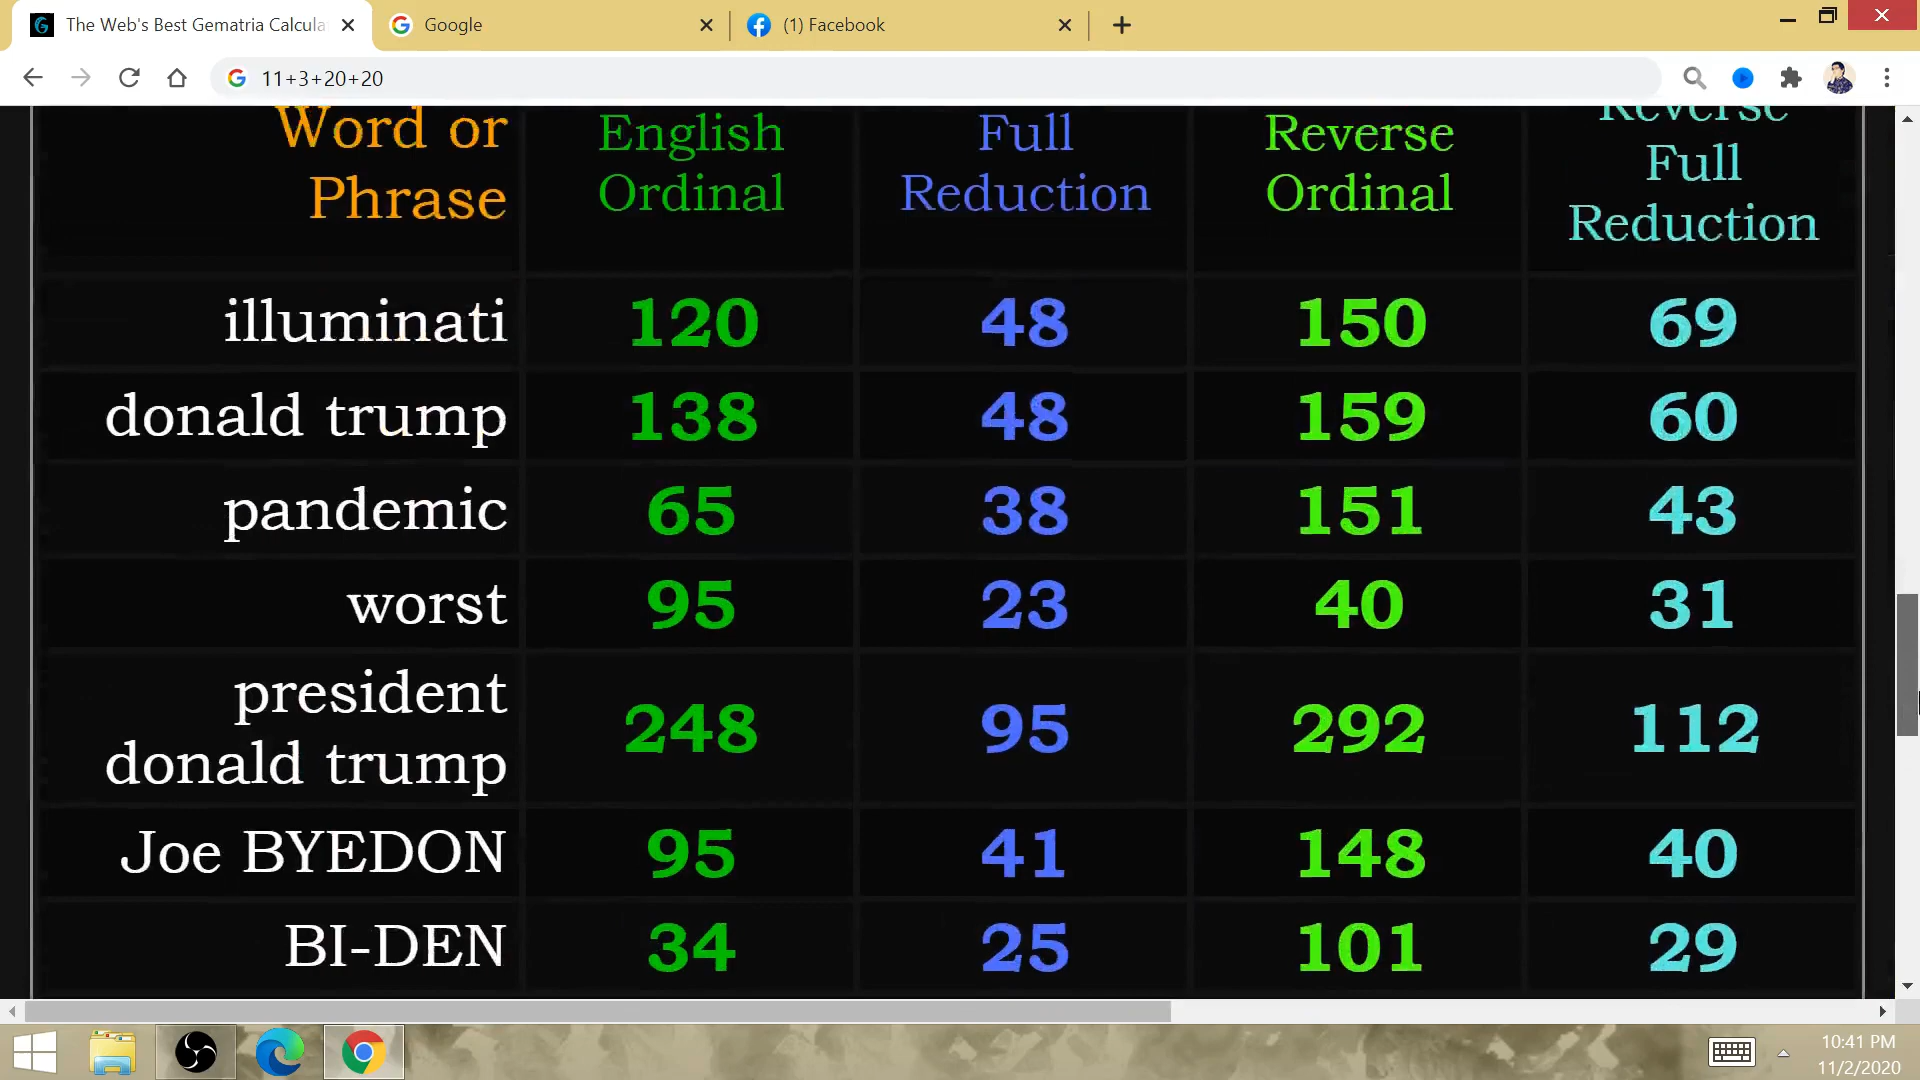 The Web's Best Gematria Calcula
Google
(1) Facebook
11+3+20+20
Word or Phrase
English Ordinal
Full Reduction
Reverse Ordinal
Reverse Full Reduction
illuminati 120 48 150 69
donald trump 138 48 159 60
pandemic 65 38 151 43
worst 95 23 40 31
president donald trump 248 95 292 112
Joe BYEDON 95 41 148 40
BI-DEN 34 25 101 29
10:41 PM
11/2/2020